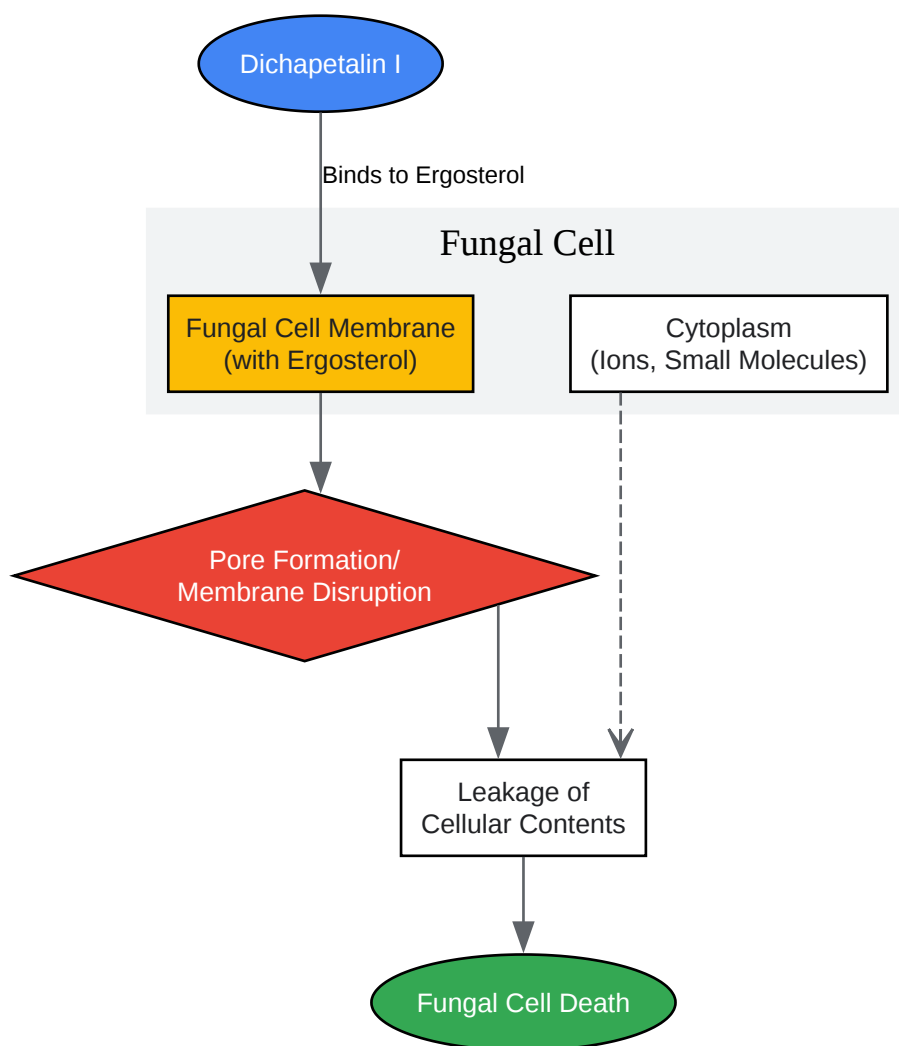 Dichapetalin I
Binds to Ergosterol
Fungal Cell
Fungal Cell Membrane
(with Ergosterol)
Cytoplasm
(Ions, Small Molecules)
Pore Formation/
Membrane Disruption
Leakage of
Cellular Contents
Fungal Cell Death